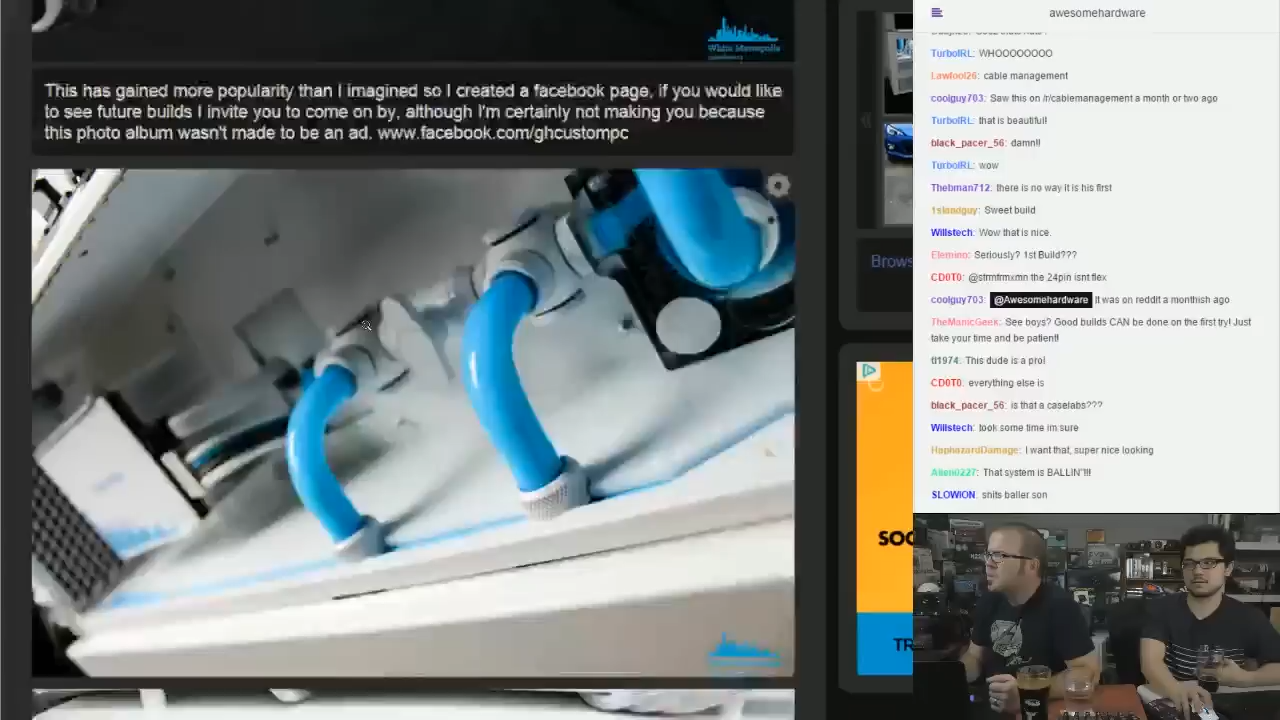 White Metropolis
This has gained more popularity than I imagined so I created a facebook page, if you would like
to see future builds I invite you to come on by, although I'm certainly not making you because
this photo album wasn't made to be an ad. www.facebook.com/ghcustompc
Brows
SOC
TR
awesomehardware
TurboIRL: WHOOOOOOOO
Lawfool26: cable management
coolguy703: Saw this on /r/cablemanagement a month or two ago
TurboIRL: that is beautiful!
black_pacer_56: damn!!
TurboIRL: wow
Thebman712: there is no way it is his first
1slandguy: Sweet build
Willstech: Wow that is nice.
Elemino: Seriously? 1st Build???
CD0T0: @strmfrmxmn the 24pin isnt flex
coolguy703: @Awesomehardware It was on reddit a monthish ago
TheManicGeek: See boys? Good builds CAN be done on the first try! Just
take your time and be patient!
tl1974: This dude is a pro!
CD0T0: everything else is
black_pacer_56: is that a caselabs???
Willstech: took some time im sure
HaphazardDamage: I want that, super nice looking
Alien0227: That system is BALLIN"!!!
SLOWION: shits baller son